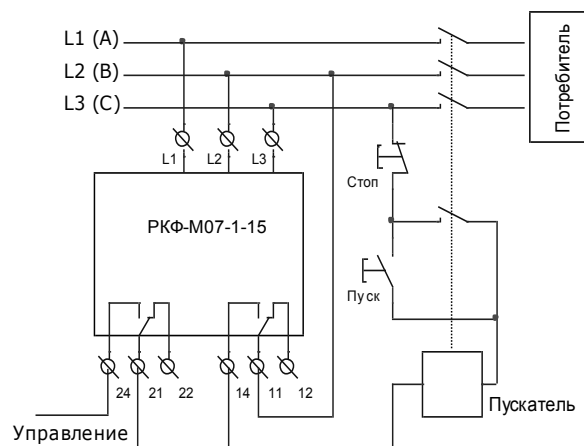 L1 (A)
L2 (B)
L3 (C)
Потребитель
L1
L2
L3
Стоп
РКФ-М07-1-15
Пуск
24
21
22
14
11
12
Управление
Пускатель